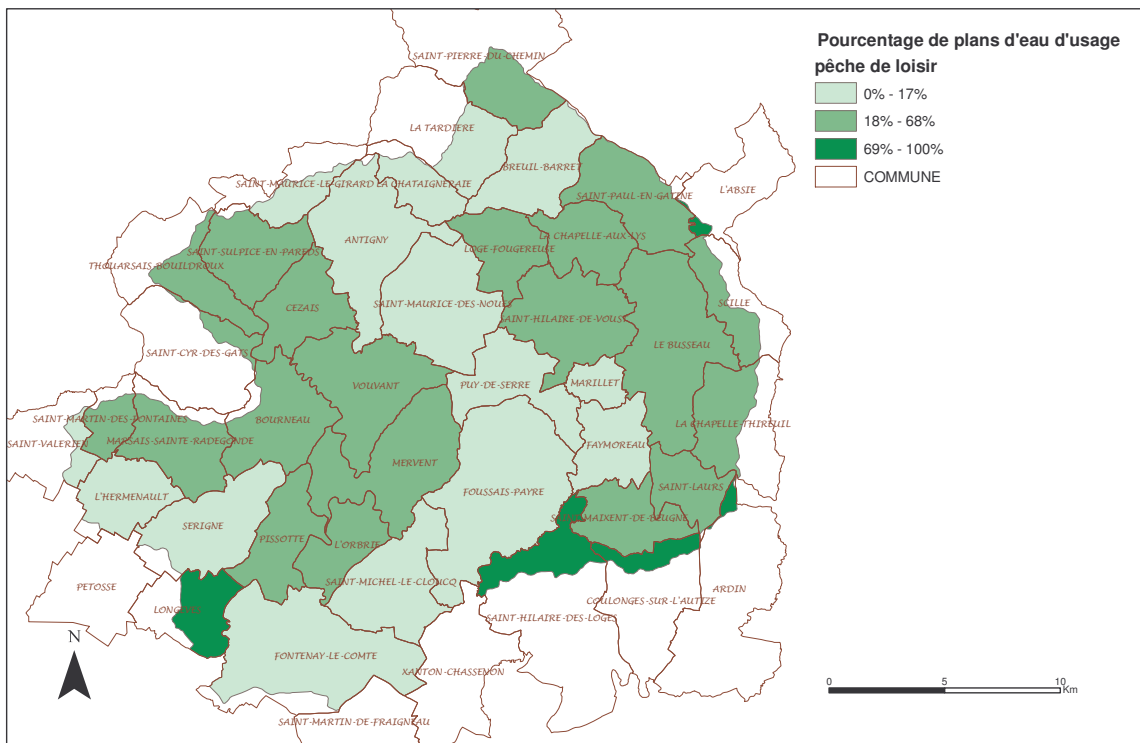 Pourcentage de plans d'eau d'usage
pêche de loisir
0% - 17%
18% - 68%
69% - 100%
COMMUNE
SAINT-PIERRE-DU-CHEMIN
LA TARDIERE
BREUIL-BARRET
SAINT-MAURICE-LE-GIRARD
LA CHATAIGNERAIE
SAINT-PAUL-EN-GATINE
L'ABSIE
ANTIGNY
LOGE-FOUGEREUSE
LA CHAPELLE-AUX-LYS
SAINT-SULPICE-EN-PAREDS
THOUARSAIS-BOUILDROUX
CEZAIS
SAINT-MAURICE-DES-NOUES
SAINT-HILAIRE-DE-VOUST
SCILLE
LE BUSSEAU
SAINT-CYR-DES-GATS
VOUVANT
PUY-DE-SERRE
MARILLET
SAINT-MARTIN-DES-FONTAINES
BOURNEAU
LA CHAPELLE-THIREUIL
SAINT-VALERIEN
MARSAIS-SAINTE-RADEGONDE
FAYMOREAU
MERVENT
L'HERMENAULT
FOUSSAIS-PAYRE
SAINT-LAURS
SERIGNE
SAINT-MAIXENT-DE-BEUGNE
PISSOTTE
L'ORBRIE
SAINT-MICHEL-LE-CLOUCQ
PETOSSE
LONGEVES
COULONGES-SUR-L'AUTIZE
ARDIN
SAINT-HILAIRE-DES-LOGES
FONTENAY-LE-COMTE
XANTON-CHASSENON
SAINT-MARTIN-DE-FRAIGNEAU
N
0 5 10
Km